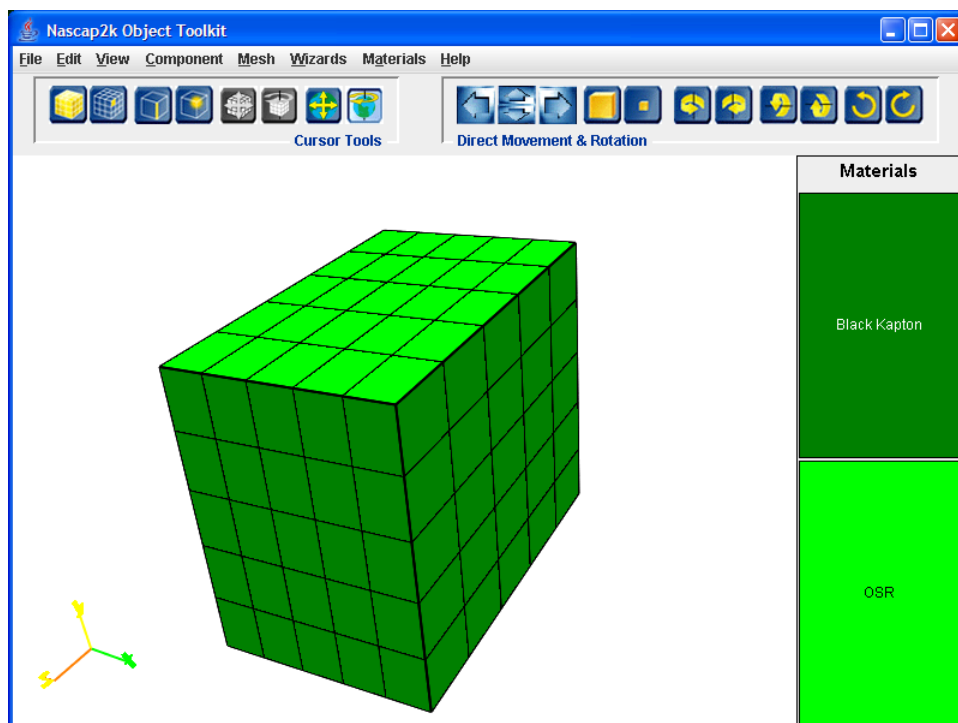 Nascap2k Object Toolkit
File Edit View Component Mesh Wizards Materials Help
Cursor Tools
Direct Movement & Rotation
Materials
Black Kapton
OSR
y
x